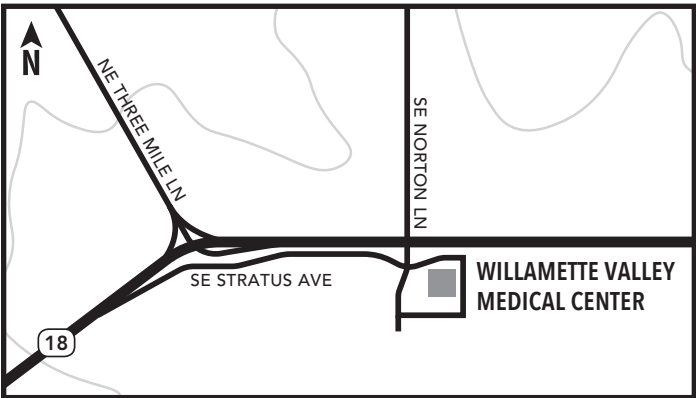 N
NE THREE MILE LN
SE NORTON LN
SE STRATUS AVE
WILLAMETTE VALLEY
MEDICAL CENTER
18